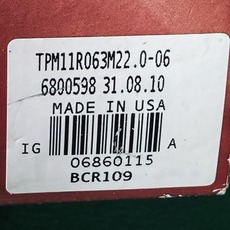 TPM11R063M22.0-06
6800598 31.08.10
MADE IN USA
IG A
06860115
BCR109